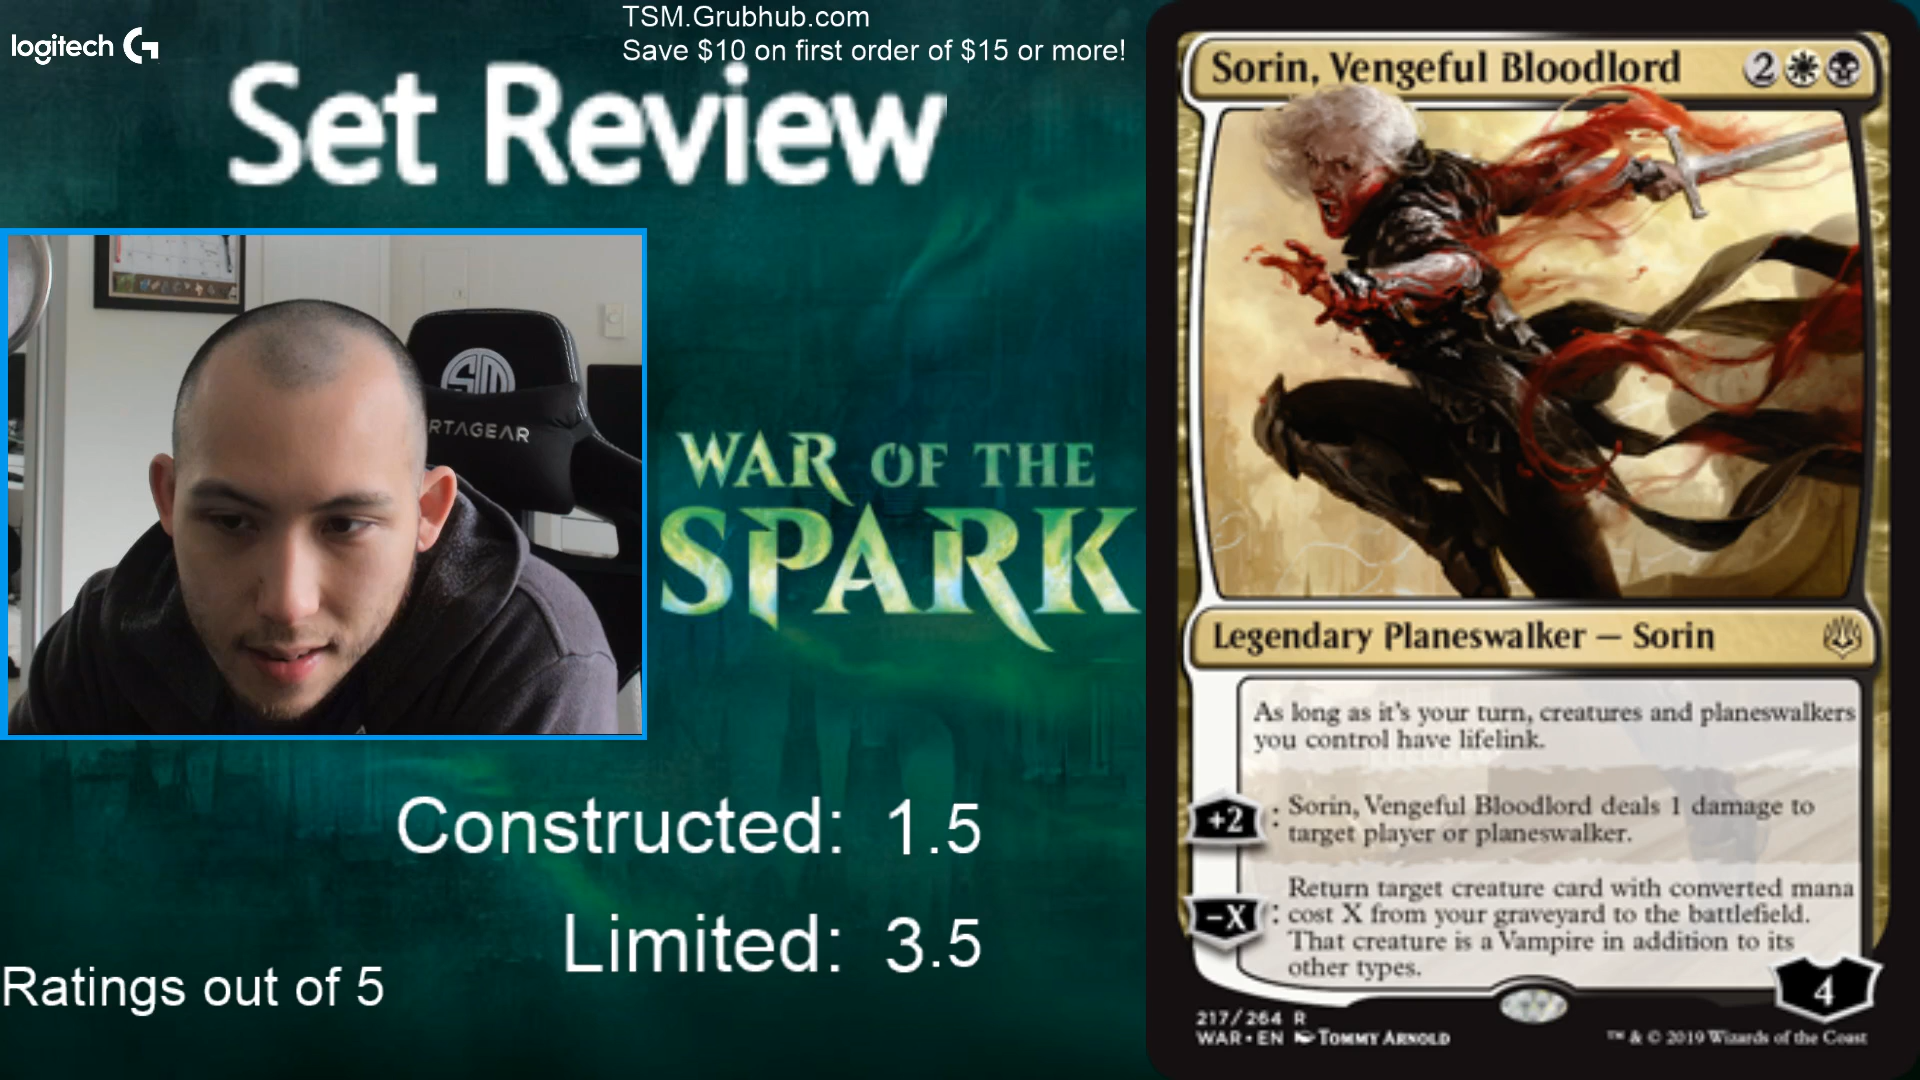 logitech G
TSM.Grubhub.com
Save $10 on first order of $15 or more!
Set Review
TSM
RTAGEAR
WAR OF THE
SPARK
Constructed: 1.5
Limited: 3.5
Ratings out of 5
Sorin, Vengeful Bloodlord 2
Legendary Planeswalker — Sorin
As long as it's your turn, creatures and planeswalkers
you control have lifelink.
+2: Sorin, Vengeful Bloodlord deals 1 damage to
target player or planeswalker.
Return target creature card with converted mana
−X: cost X from your graveyard to the battlefield.
That creature is a Vampire in addition to its
other types.
4
217/264 R
WAR • EN Tommy Arnold
™ & © 2019 Wizards of the Coast